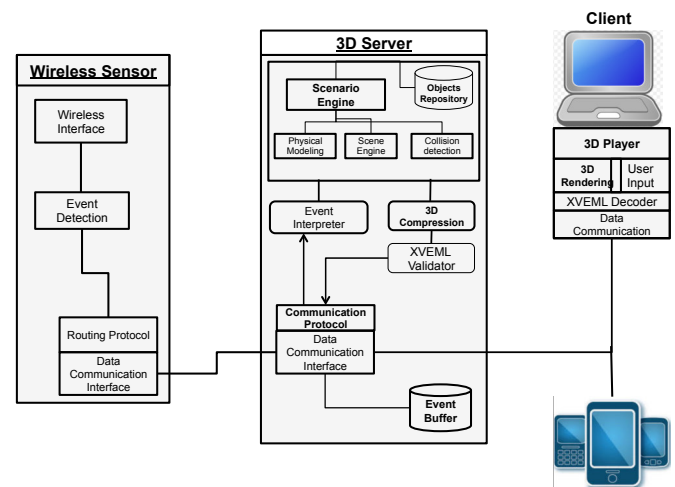 Wireless Sensor
Wireless
Interface
Event
Detection
Routing Protocol
Data
Communication
Interface
3D Server
Scenario
Engine
Objects
Repository
Physical
Modeling
Scene
Engine
Collision
detection
Event
Interpreter
3D
Compression
XVEML
Validator
Communication
Protocol
Data
Communication
Interface
Event
Buffer
Client
3D Player
3D
Rendering
User
Input
XVEML Decoder
Data
Communication